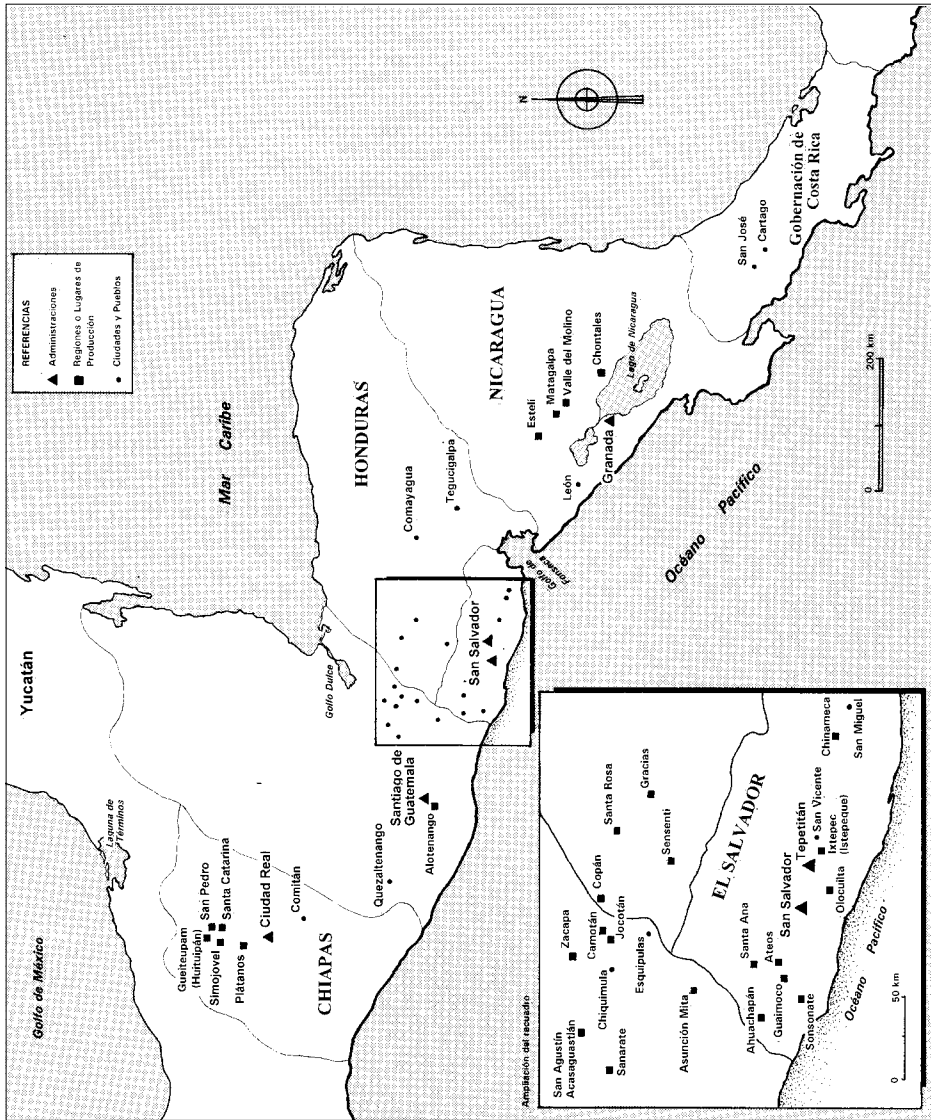 Golfo de México
Yucatán
Laguna de
Términos
Mar Caribe
REFERENCIAS
Administraciones
Regiones o Lugares de
Producción
Ciudadas y Pueblos
N
Gueiteupam
(Huituipán)
San Pedro
Simojovel
Santa Catarina
Plátanos
Ciudad Real
Comitán
CHIAPAS
Quezaltenango
Santiago de
Guatemala
Alotenango
Golfo Dulce
San Salvador
HONDURAS
Comayagua
Tegucigalpa
Golfo de
Fonseca
NICARAGUA
Estelí
Matagalpa
Valle del Molino
Chontales
León
Granada
Lago de Nicaragua
San José
Cartago
Gobernación de
Costa Rica
Océano Pacífico
0 200 km
Ampliación del recuadro
San Agustín
Acasaguastlán
Zacapa
Sanarate
Chiquimula
Camotán
Jocotán
Copán
Santa Rosa
Esquipulas
Sensenti
Gracias
Asunción Mita
EL SALVADOR
Ahuachapán
Santa Ana
Guaimoco
Ateos
Sonsonate
San Salvador
Tepetitán
San Vicente
Ixtepec
(Istepeque)
Olocuilta
Chinameca
San Miguel
Océano Pacífico
0 50 km